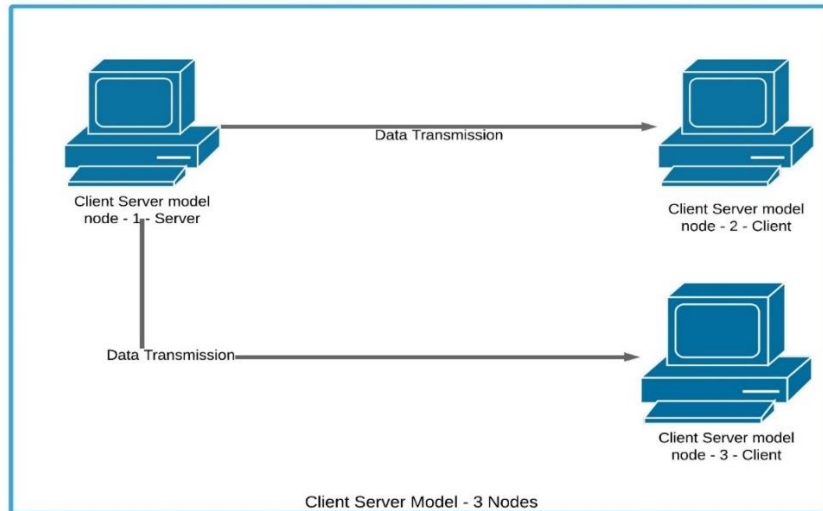 Data Transmission
Client Server model
node - 1 - Server
Client Server model
node - 2 - Client
Data Transmission
Client Server model
node - 3 - Client
Client Server Model - 3 Nodes